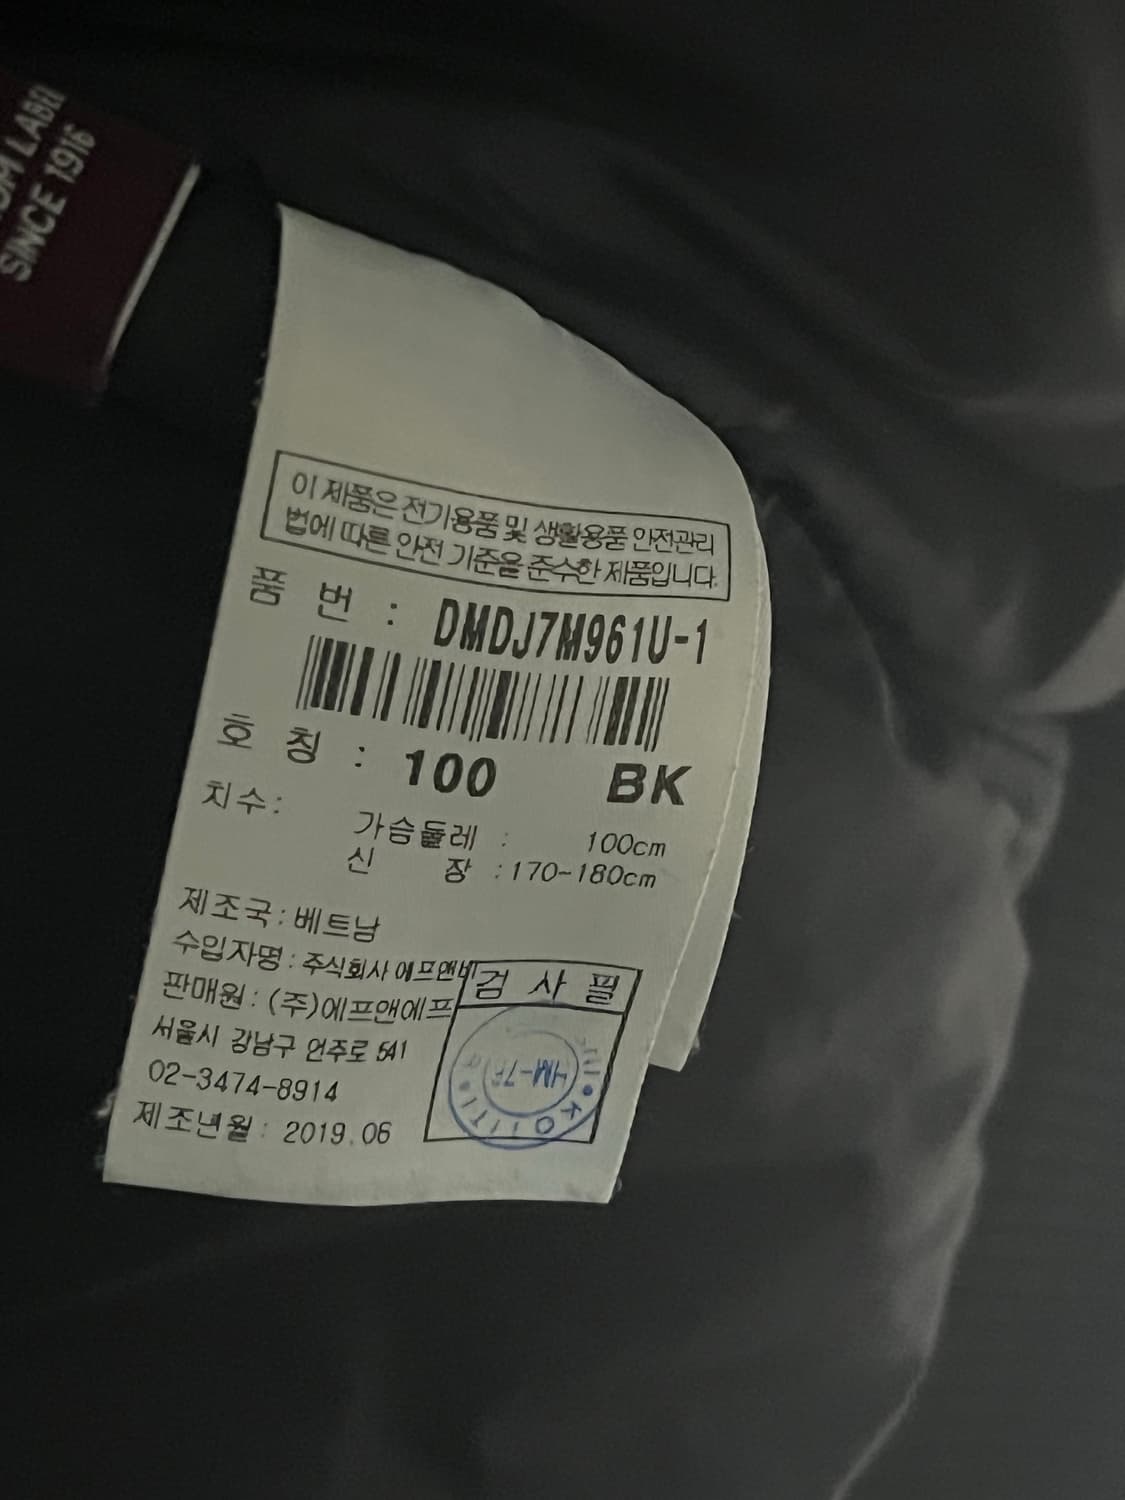 LABEL
SINCE 1916
이 제품은 전기용품 및 생활용품 안전관리
법에 따른 안전 기준을 준수한 제품입니다.
품 번 : DMDJ7M961U-1
호 칭 : 100 BK
치수:
가슴둘레 : 100cm
신 장 : 170-180cm
제조국 : 베트남
수입자명 : 주식회사 에프앤비
판매원 : (주)에프앤에프
서울시 강남구 언주로 541
02-3474-8914
제조년월 : 2019.06
검 사 필
HM-7F
KOJITI